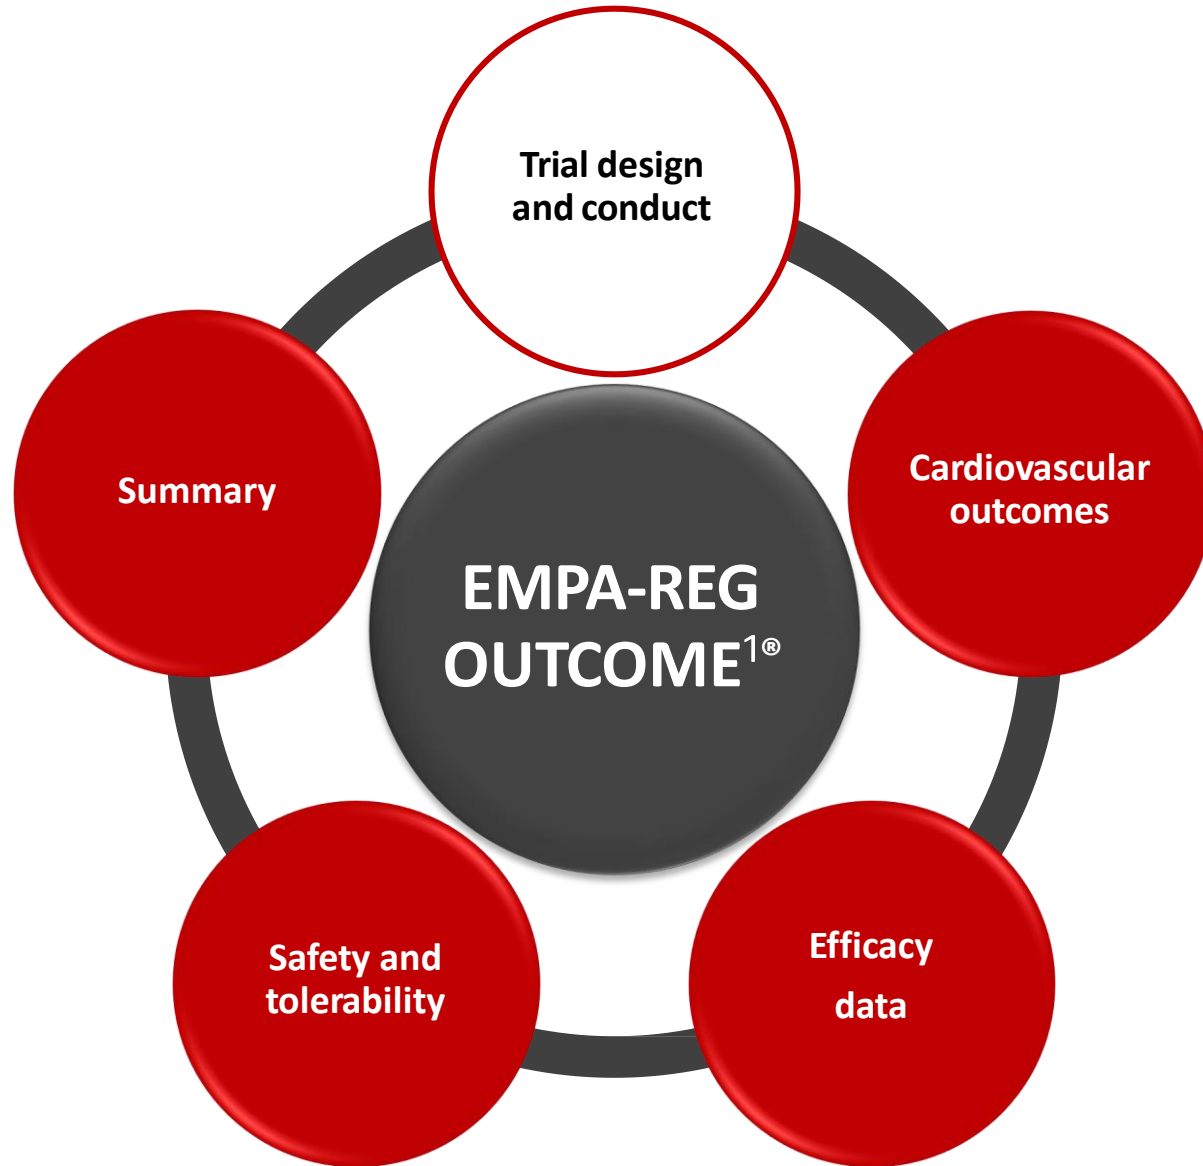 Trial design
and conduct
Cardiovascular
outcomes
Efficacy
data
Safety and
tolerability
Summary
EMPA-REG
OUTCOME1®